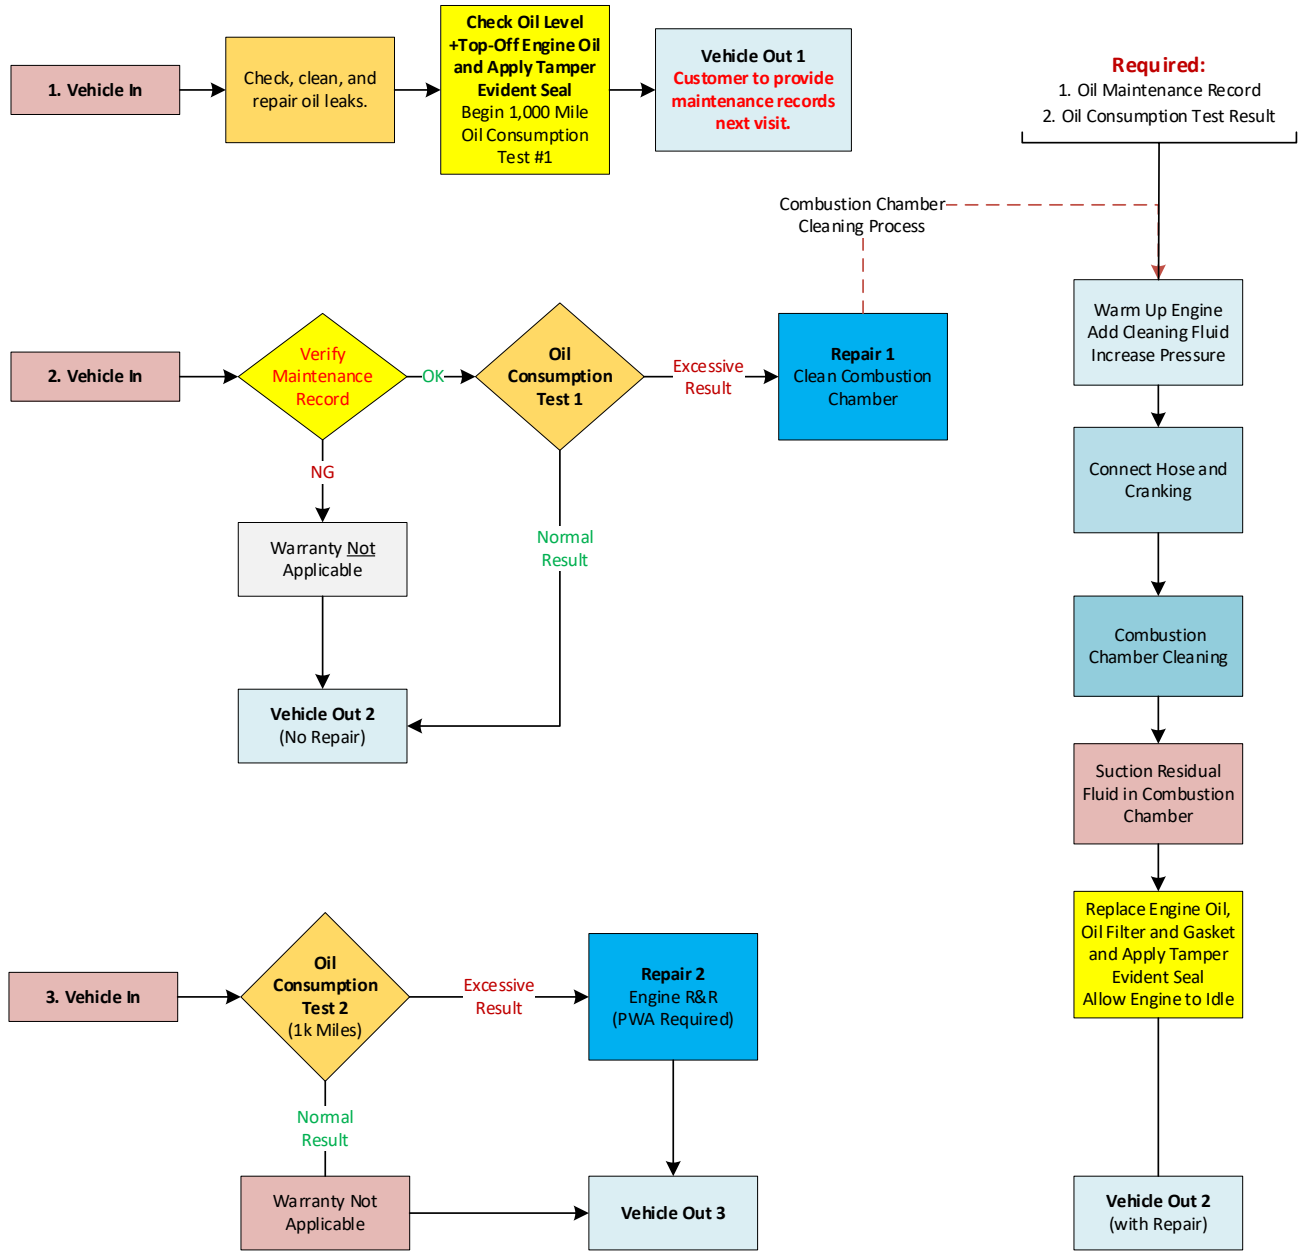 1. Vehicle In
Check, clean, and
repair oil leaks.
Check Oil Level
+Top-Off Engine Oil
and Apply Tamper
Evident Seal
Begin 1,000 Mile
Oil Consumption
Test #1
Vehicle Out 1
Customer to provide
maintenance records
next visit.
Required:
1. Oil Maintenance Record
2. Oil Consumption Test Result
Combustion Chamber
Cleaning Process
2. Vehicle In
Verify
Maintenance
Record
OK
Oil
Consumption
Test 1
Excessive
Result
Repair 1
Clean Combustion
Chamber
NG
Warranty Not
Applicable
Normal
Result
Vehicle Out 2
(No Repair)
Warm Up Engine
Add Cleaning Fluid
Increase Pressure
Connect Hose and
Cranking
Combustion
Chamber Cleaning
Suction Residual
Fluid in Combustion
Chamber
Replace Engine Oil,
Oil Filter and Gasket
and Apply Tamper
Evident Seal
Allow Engine to Idle
Vehicle Out 2
(with Repair)
3. Vehicle In
Oil
Consumption
Test 2
(1k Miles)
Excessive
Result
Repair 2
Engine R&R
(PWA Required)
Normal
Result
Warranty Not
Applicable
Vehicle Out 3